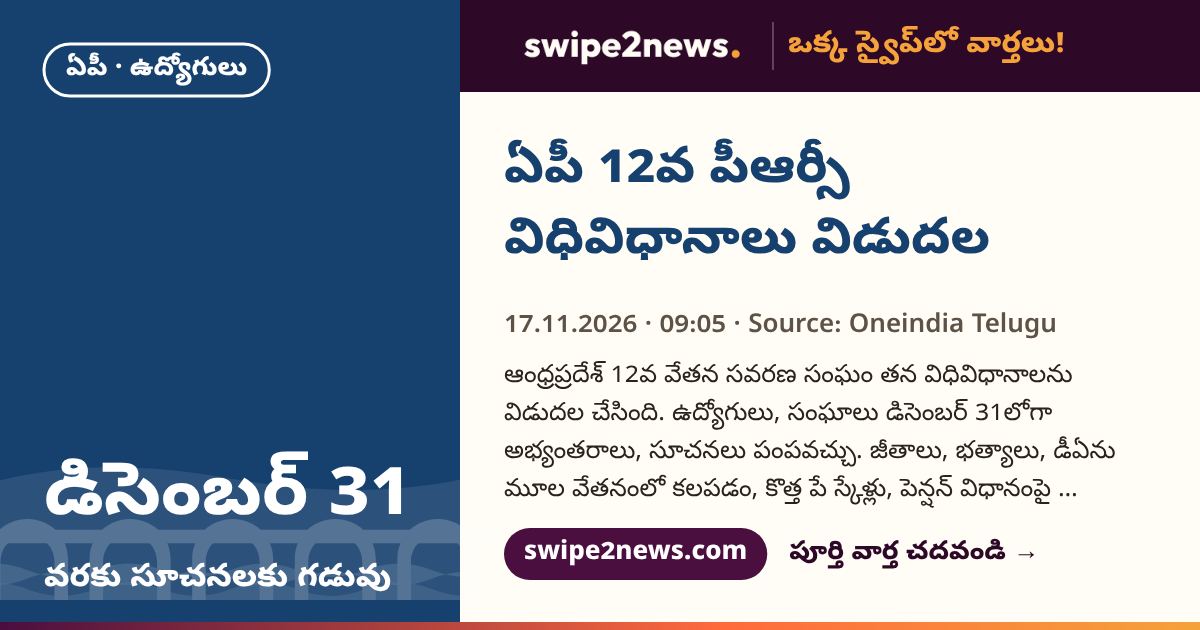 ఏపీ · ఉద్యోగులు
డిసెంబర్ 31
వరకు సూచనలకు గడువు
swipe2news.
ఒక్క స్వైప్‌లో వార్తలు!
ఏపీ 12వ పీఆర్సీ
విధివిధానాలు విడుదల
17.11.2026 · 09:05 · Source: Oneindia Telugu
ఆంధ్రప్రదేశ్ 12వ వేతన సవరణ సంఘం తన విధివిధానాలను
విడుదల చేసింది. ఉద్యోగులు, సంఘాలు డిసెంబర్ 31లోగా
అభ్యంతరాలు, సూచనలు పంపవచ్చు. జీతాలు, భత్యాలు, డీఏను
మూల వేతనంలో కలపడం, కొత్త పే స్కేళ్లు, పెన్షన్ విధానంపై ...
swipe2news.com
పూర్తి వార్త చదవండి →